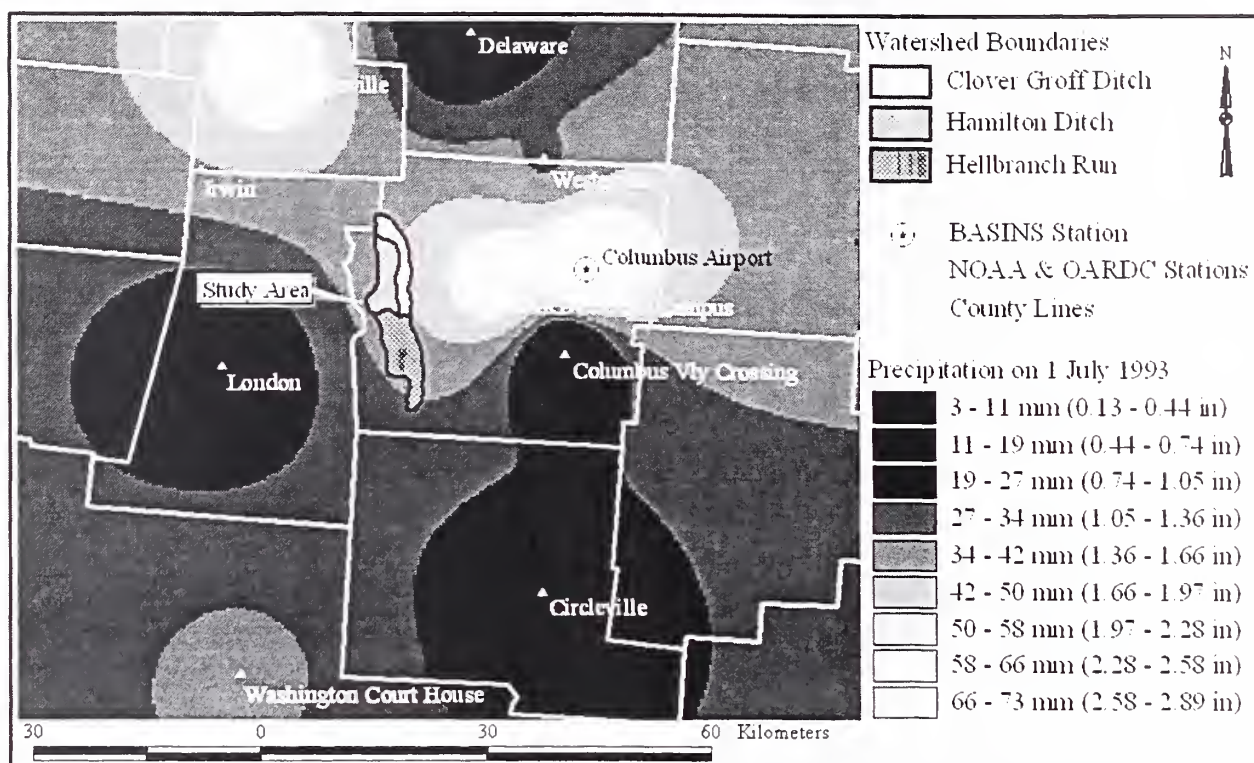 Delaware
Irwin
Columbus Airport
Study Area
London
Columbus Vly Crossing
Circleville
Washington Court House
30 0 30 60 Kilometers
Watershed Boundaries
N
Clover Groff Ditch
Hamilton Ditch
Hellbranch Run
BASINS Station
NOAA & OARDC Stations
County Lines
Precipitation on 1 July 1993
3 - 11 mm (0.13 - 0.44 in)
11 - 19 mm (0.44 - 0.74 in)
19 - 27 mm (0.74 - 1.05 in)
27 - 34 mm (1.05 - 1.36 in)
34 - 42 mm (1.36 - 1.66 in)
42 - 50 mm (1.66 - 1.97 in)
50 - 58 mm (1.97 - 2.28 in)
58 - 66 mm (2.28 - 2.58 in)
66 - 73 mm (2.58 - 2.89 in)